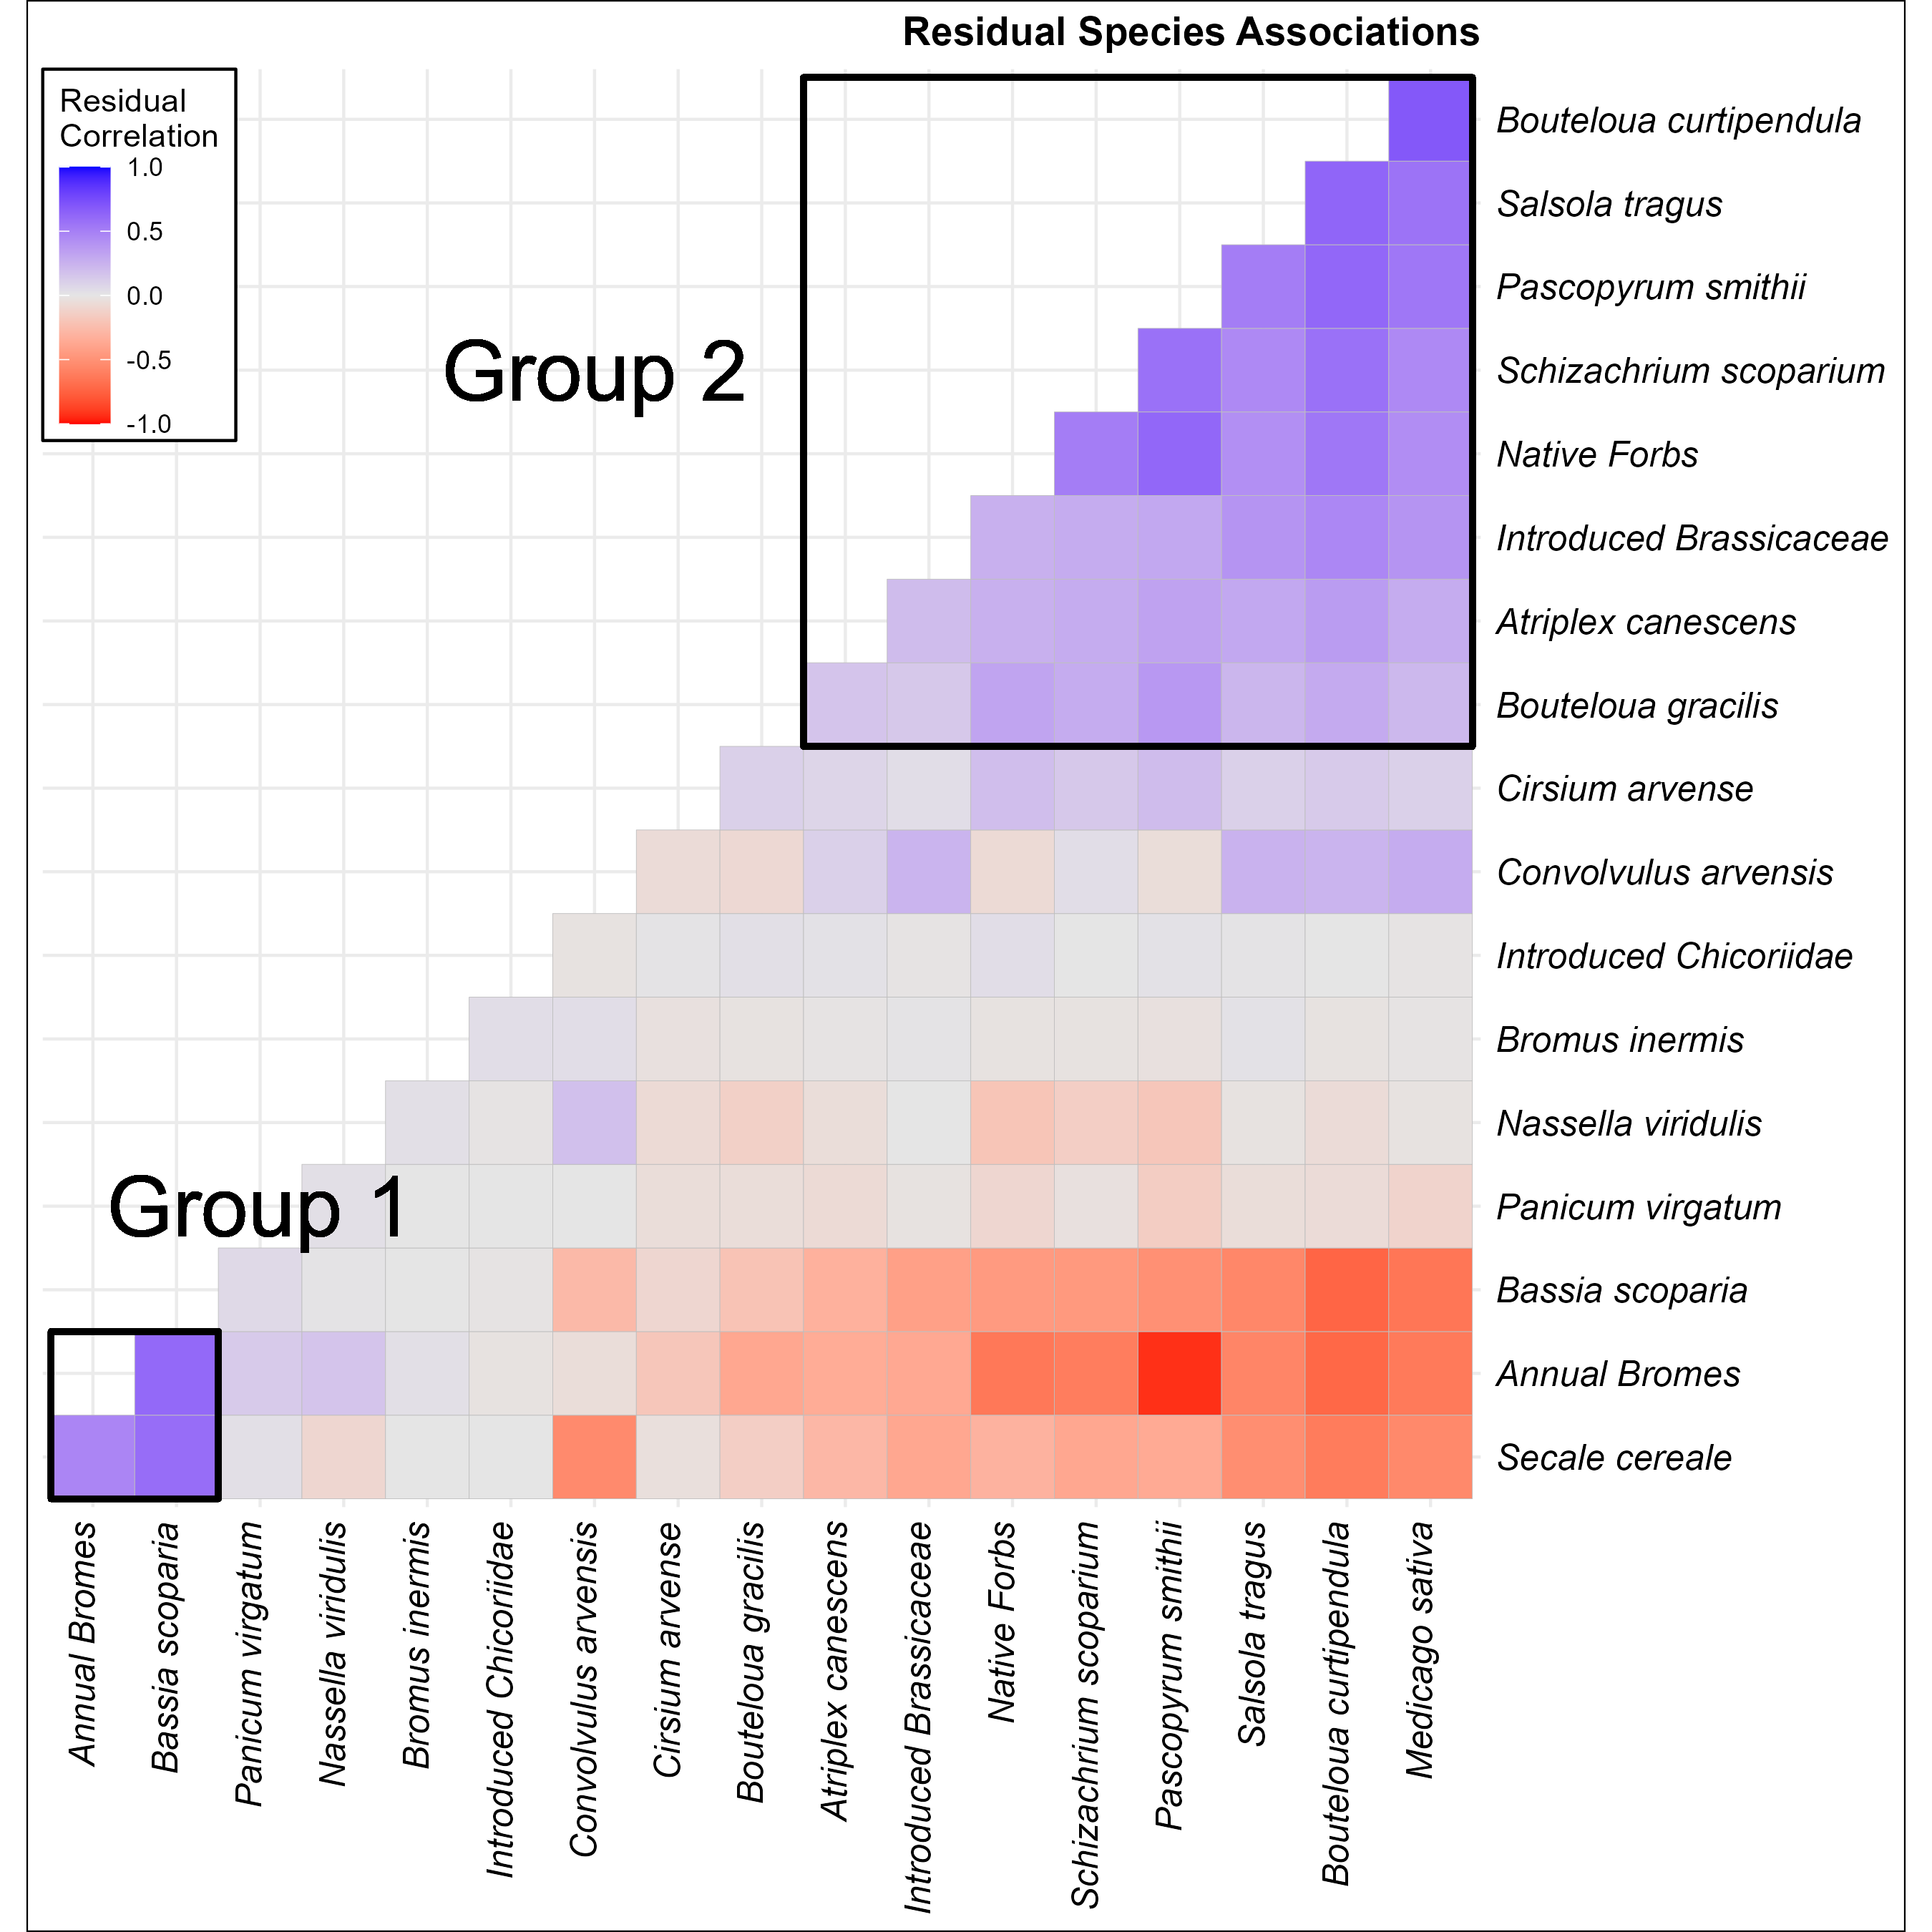 Residual Species Associations
Residual
Correlation
1.0
0.5
0.0
-0.5
-1.0
Group 2
Group 1
Bouteloua curtipendula
Salsola tragus
Pascopyrum smithii
Schizachrium scoparium
Native Forbs
Introduced Brassicaceae
Atriplex canescens
Bouteloua gracilis
Cirsium arvense
Convolvulus arvensis
Introduced Chicoriidae
Bromus inermis
Nassella viridulis
Panicum virgatum
Bassia scoparia
Annual Bromes
Secale cereale
Annual Bromes
Bassia scoparia
Panicum virgatum
Nassella viridulis
Bromus inermis
Introduced Chicoriidae
Convolvulus arvensis
Cirsium arvense
Bouteloua gracilis
Atriplex canescens
Introduced Brassicaceae
Native Forbs
Schizachrium scoparium
Pascopyrum smithii
Salsola tragus
Bouteloua curtipendula
Medicago sativa